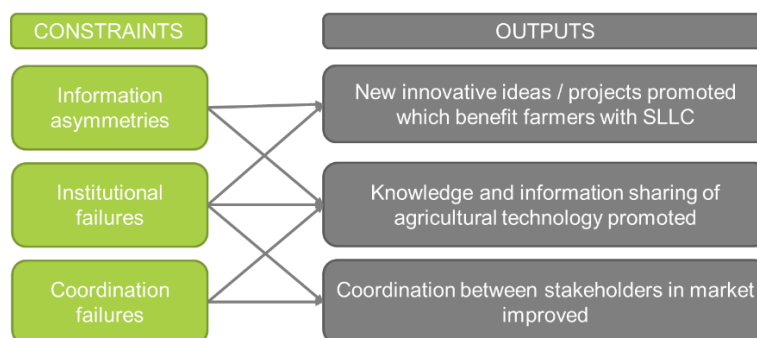 CONSTRAINTS
OUTPUTS
Information
asymmetries
New innovative ideas / projects promoted
which benefit farmers with SLLC
Institutional
failures
Knowledge and information sharing of
agricultural technology promoted
Coordination
failures
Coordination between stakeholders in market
improved